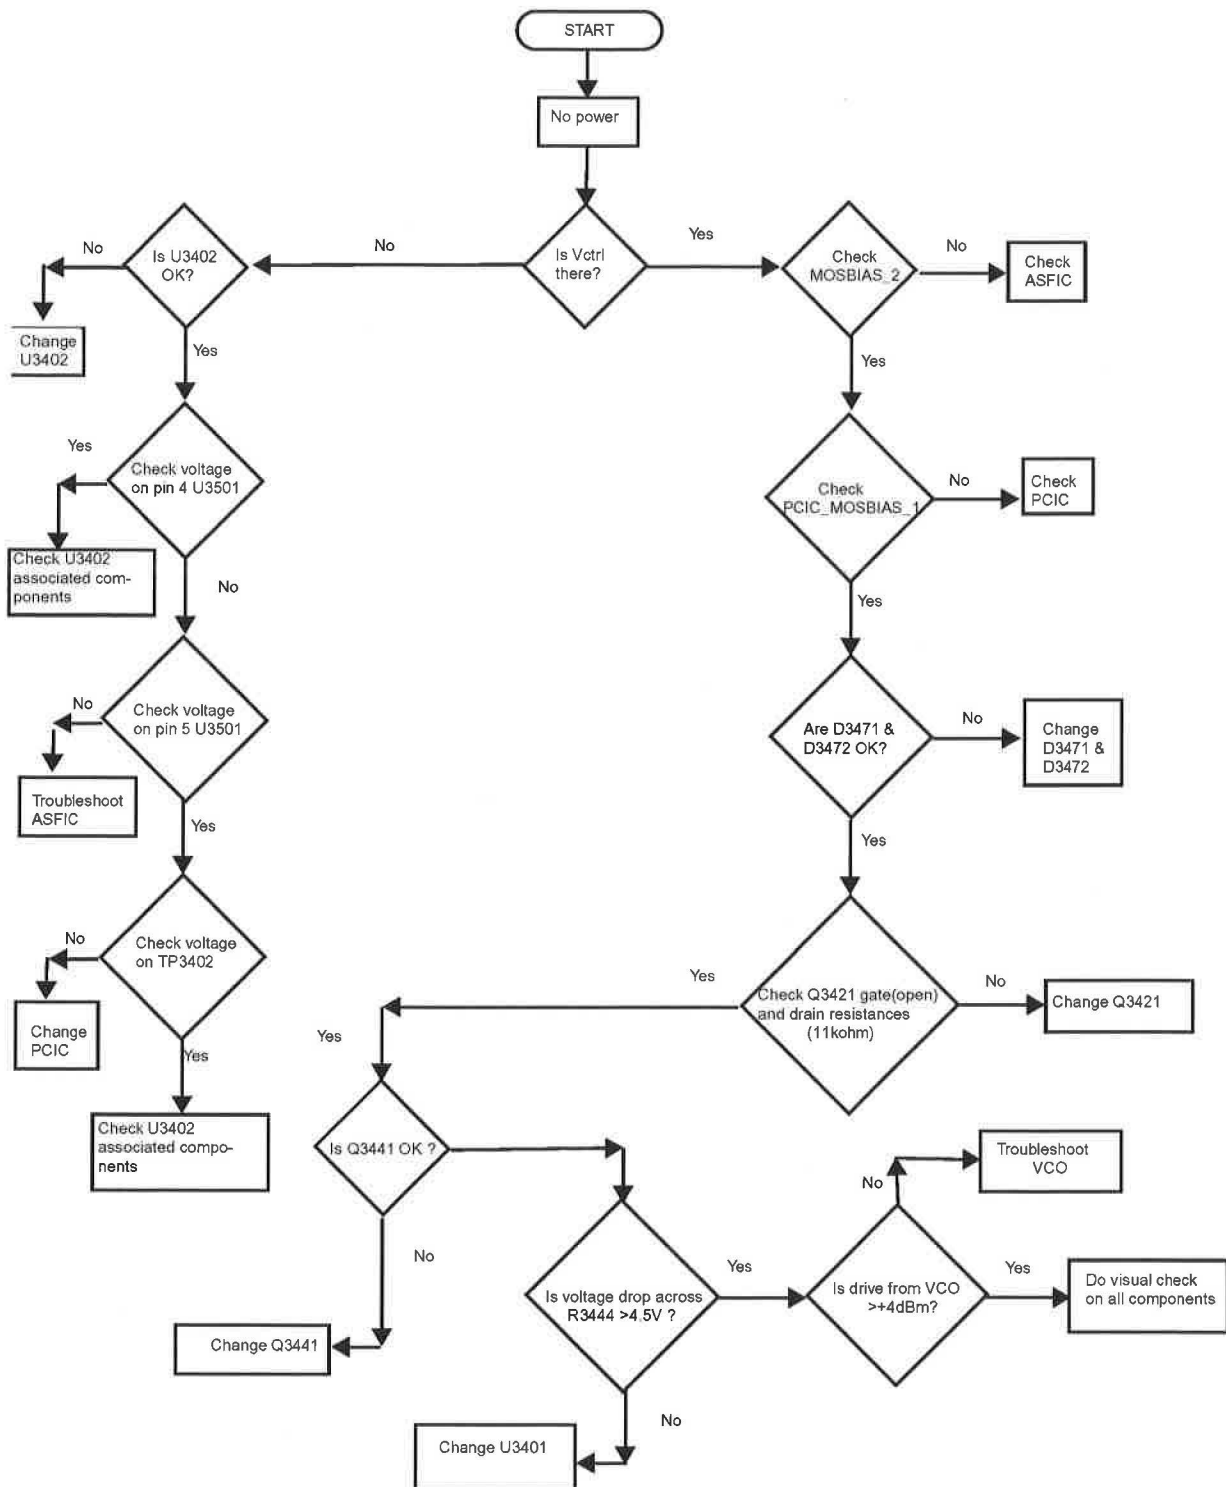 START
No power
Is Vctrl
there?
No
Yes
Is U3402
OK?
No
Change
U3402
Yes
Check
MOSBIAS_2
No
Check
ASFIC
Yes
Check voltage
on pin 4 U3501
Yes
Check U3402
associated com-
ponents
No
Check
PCIC_MOSBIAS_1
No
Check
PCIC
Yes
Check voltage
on pin 5 U3501
No
Troubleshoot
ASFIC
Yes
Are D3471 &
D3472 OK?
No
Change
D3471 &
D3472
Yes
Check voltage
on TP3402
No
Change
PCIC
Yes
Check U3402
associated compo-
nents
Check Q3421 gate(open)
and drain resistances
(11kohm)
No
Change Q3421
Yes
Yes
Is Q3441 OK ?
No
Change Q3441
Is voltage drop across
R3444 >4.5V ?
No
Change U3401
Yes
Is drive from VCO
>+4dBm?
No
Troubleshoot
VCO
Yes
Do visual check
on all components